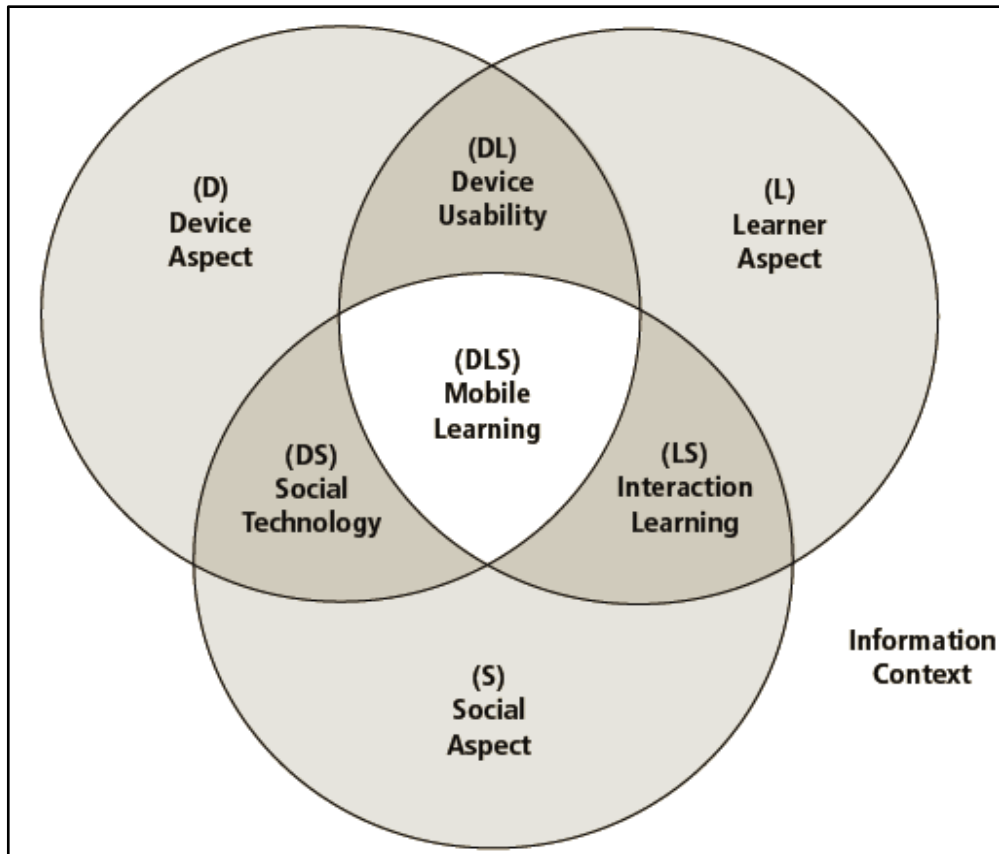 (DL)
Device
Usability
(D)
Device
Aspect
(L)
Learner
Aspect
(DLS)
Mobile
Learning
(DS)
Social
Technology
(LS)
Interaction
Learning
Information
Context
(S)
Social
Aspect